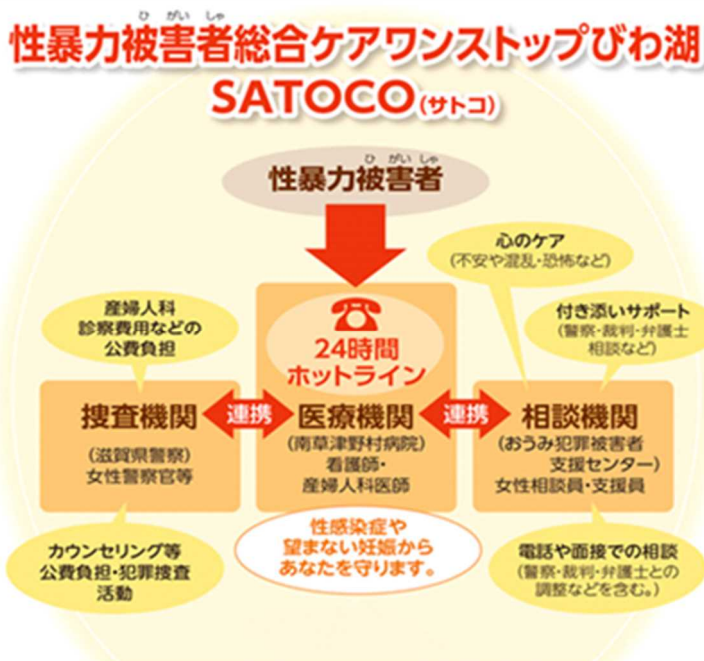 ひ がい しゃ
性暴力被害者総合ケアワンストップびわ湖
SATOCO(サトコ)
ひ がい しゃ
性暴力被害者
心のケア
(不安や混乱・恐怖など)
産婦人科
診察費用などの
公費負担
24時間
ホットライン
付き添いサポート
(警察・裁判・弁護士
相談など)
捜査機関
(滋賀県警察)
女性警察官等
連携
医療機関
(南草津野村病院)
看護師・
産婦人科医師
連携
相談機関
(おうみ犯罪被害者
支援センター)
女性相談員・支援員
カウンセリング等
公費負担・犯罪捜査
活動
性感染症や
望まない妊娠から
あなたを守ります。
電話や面接での相談
(警察・裁判・弁護士との
調整などを含む。)